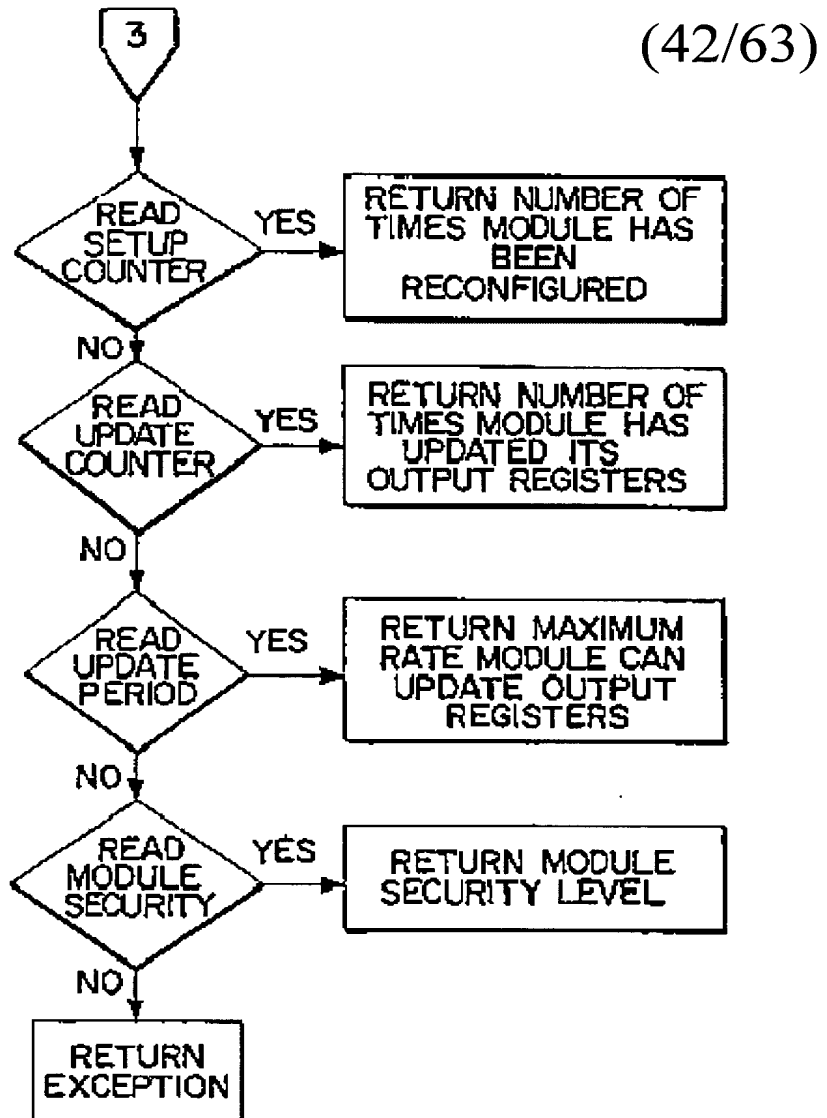 3
(42/63)
READ
SETUP
COUNTER
YES
RETURN NUMBER OF
TIMES MODULE HAS
BEEN
RECONFIGURED
NO
READ
UPDATE
COUNTER
YES
RETURN NUMBER OF
TIMES MODULE HAS
UPDATED ITS
OUTPUT REGISTERS
NO
READ
UPDATE
PERIOD
YES
RETURN MAXIMUM
RATE MODULE CAN
UPDATE OUTPUT
REGISTERS
NO
READ
MODULE
SECURITY
YES
RETURN MODULE
SECURITY LEVEL
NO
RETURN
EXCEPTION